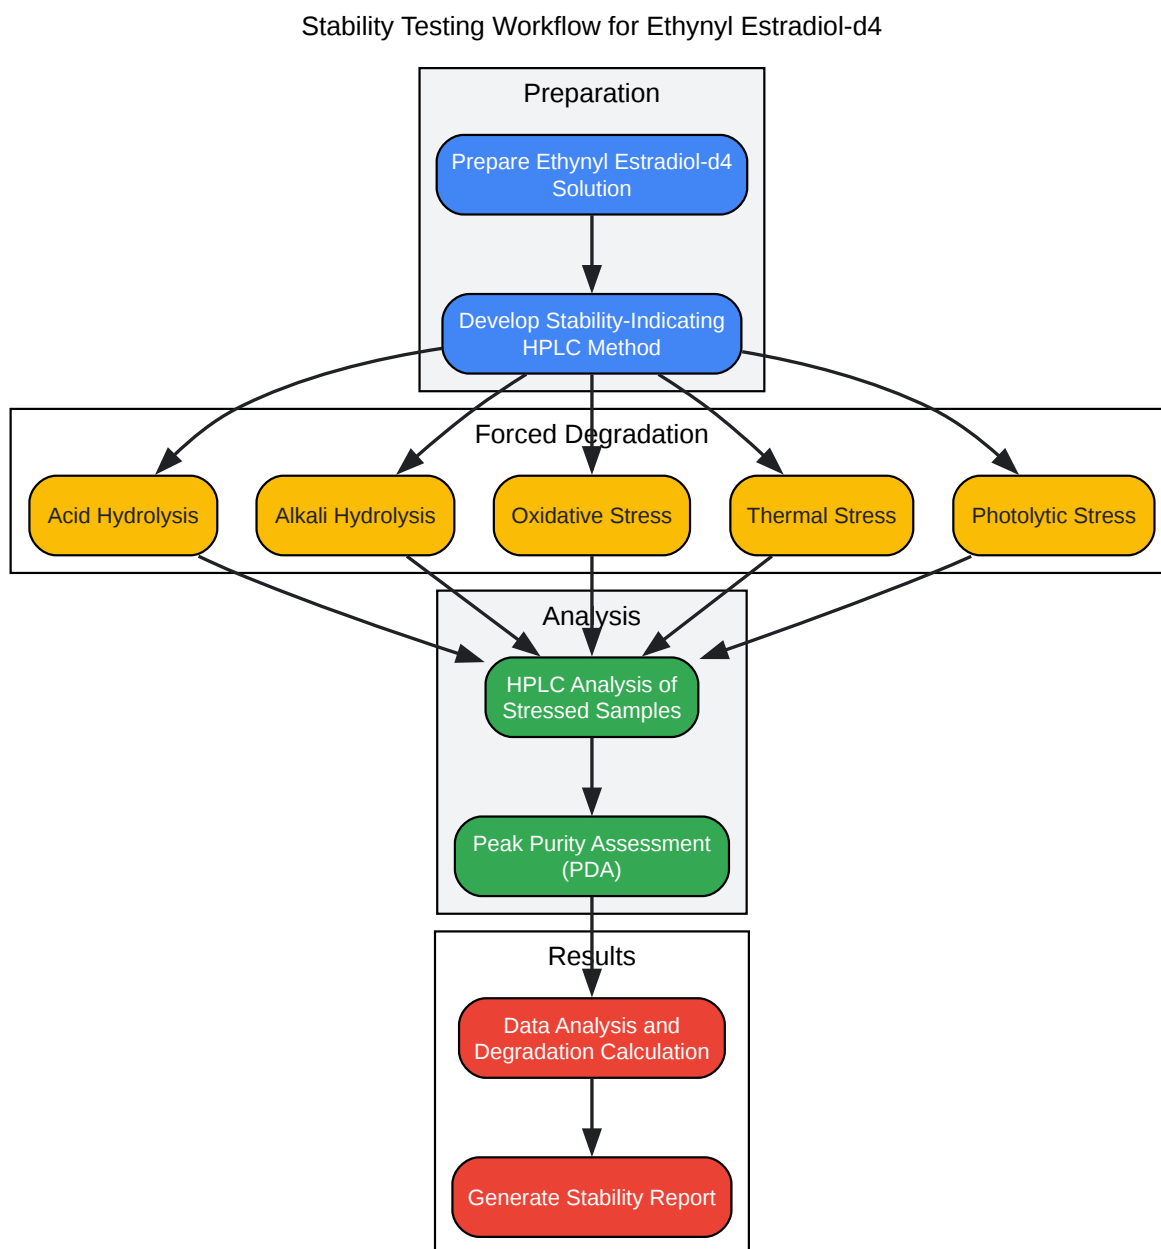 Stability Testing Workflow for Ethynyl Estradiol-d4
Preparation
Prepare Ethynyl Estradiol-d4
Solution
Develop Stability-Indicating
HPLC Method
Forced Degradation
Acid Hydrolysis
Alkali Hydrolysis
Oxidative Stress
Thermal Stress
Photolytic Stress
Analysis
HPLC Analysis of
Stressed Samples
Peak Purity Assessment
(PDA)
Results
Data Analysis and
Degradation Calculation
Generate Stability Report